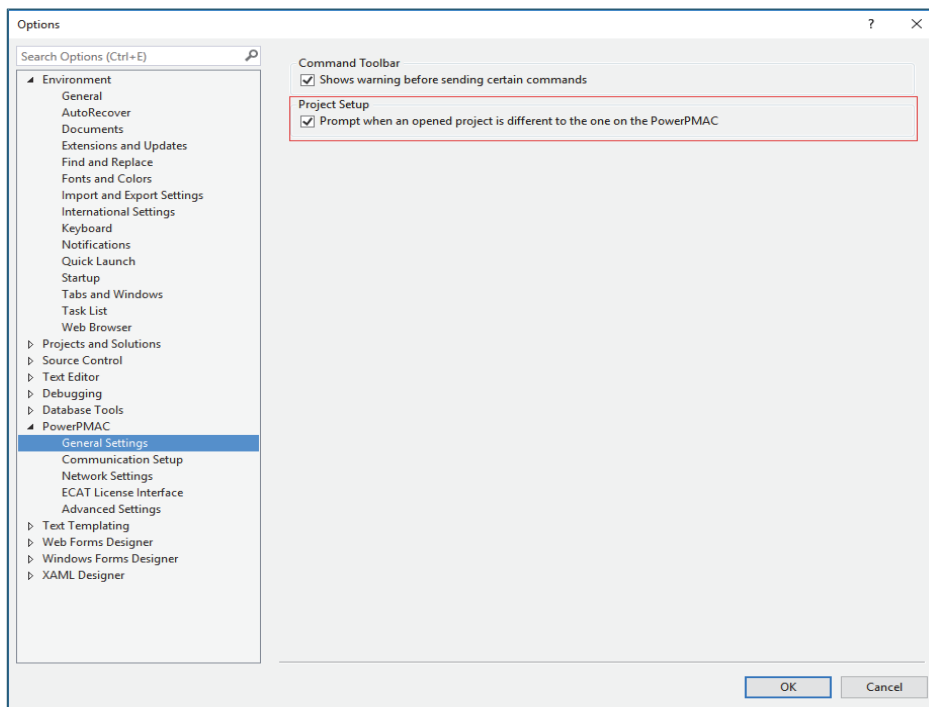 Options
?
Search Options (Ctrl+E)
Environment
General
AutoRecover
Documents
Extensions and Updates
Find and Replace
Fonts and Colors
Import and Export Settings
International Settings
Keyboard
Notifications
Quick Launch
Startup
Tabs and Windows
Task List
Web Browser
Projects and Solutions
Source Control
Text Editor
Debugging
Database Tools
PowerPMAC
General Settings
Communication Setup
Network Settings
ECAT License Interface
Advanced Settings
Text Templating
Web Forms Designer
Windows Forms Designer
XAML Designer
Command Toolbar
Shows warning before sending certain commands
Project Setup
Prompt when an opened project is different to the one on the PowerPMAC
OK
Cancel